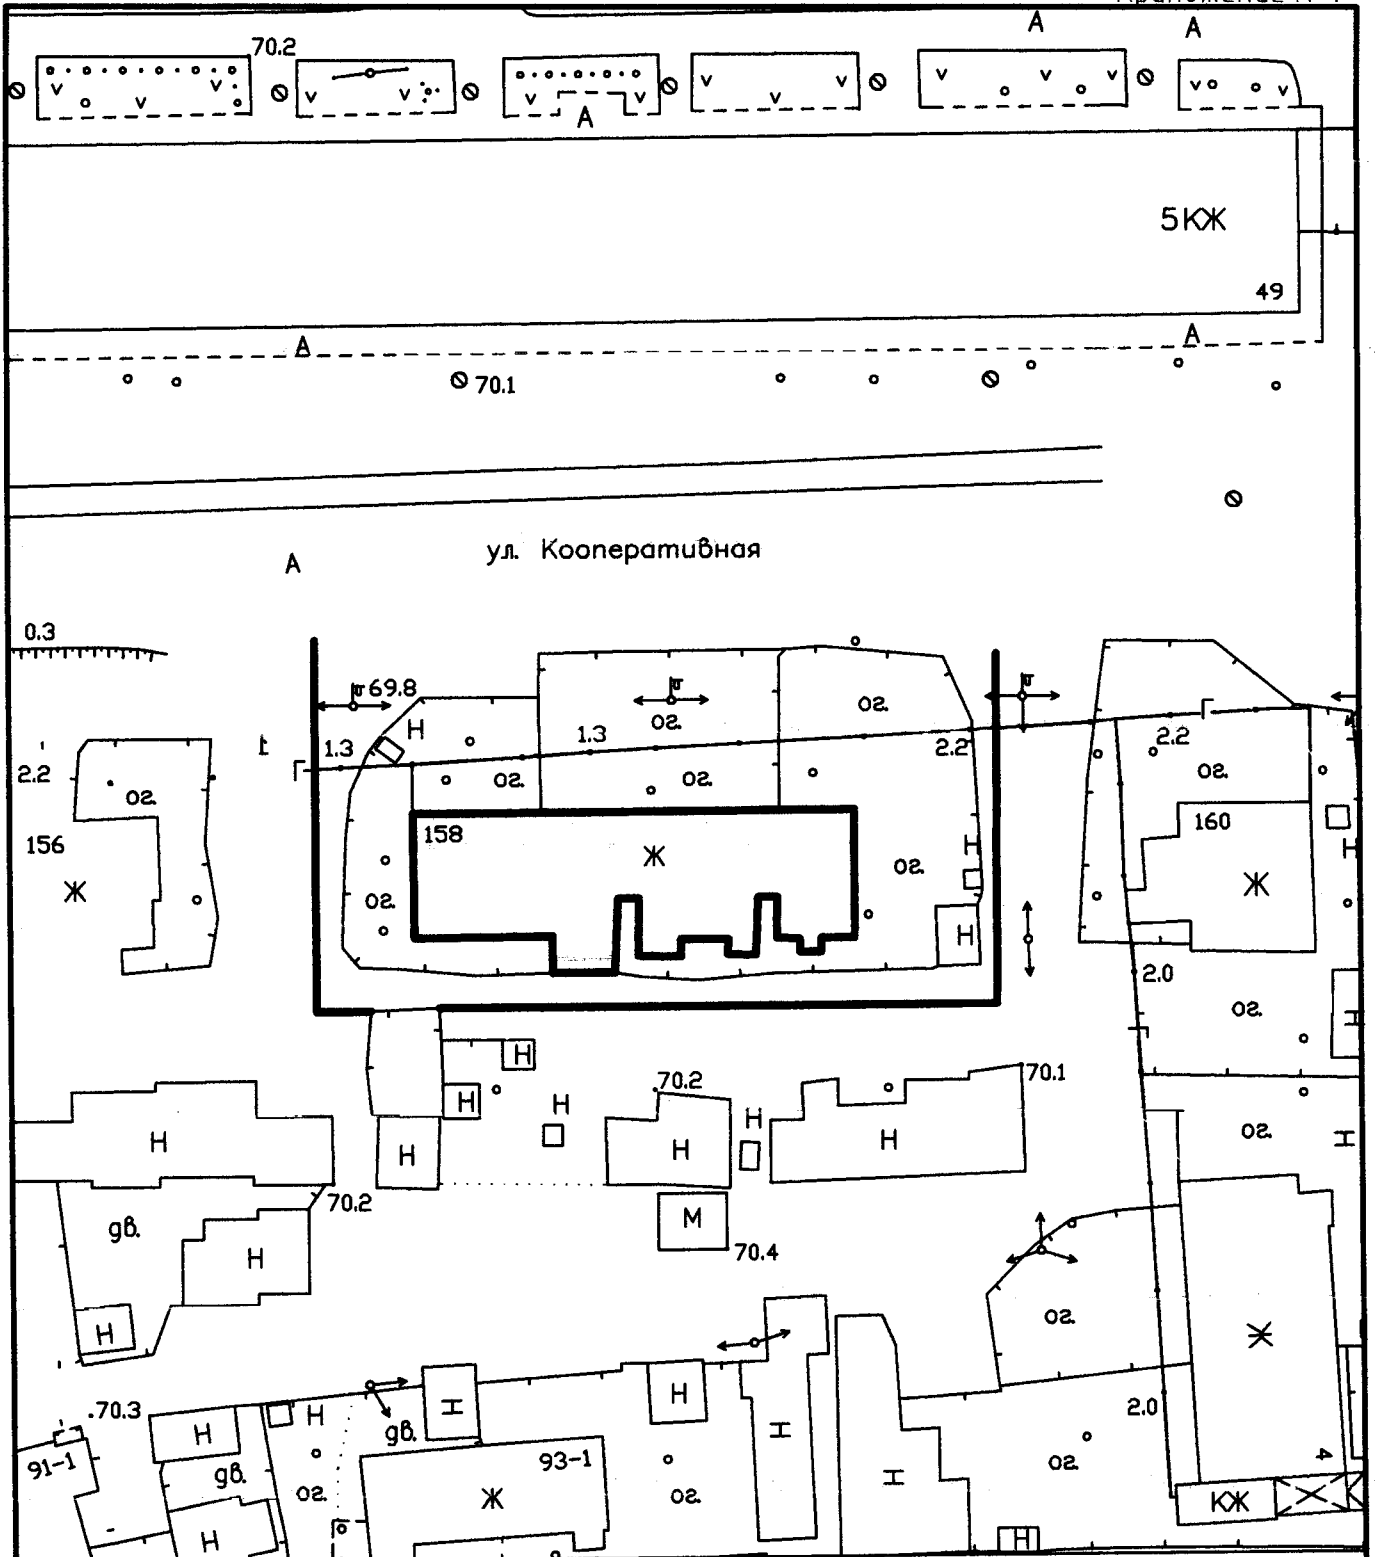 А А
70.2
А
5КЖ
49
А А
70.1
ул. Кооперативная
А
0.3
69.8
ог. ог.
Н
1.3 1.3 2.2 2.2
2.2
ог. ог. ог. ог.
156 158 160
Ж Ж Ж
ог. ог. Н Н
Н
2.0
ог. Н
Н
70.2 70.1
Н Н Н
Н Н Н Н ог. Н
70.2
дв. М
Н 70.4
ог.
Н Ж
70.3 Н Н Н 2.0
Н дв. Н
91-1 93-1 4
дв. ог. Ж ог. Н ог.
КЖ
Н Н